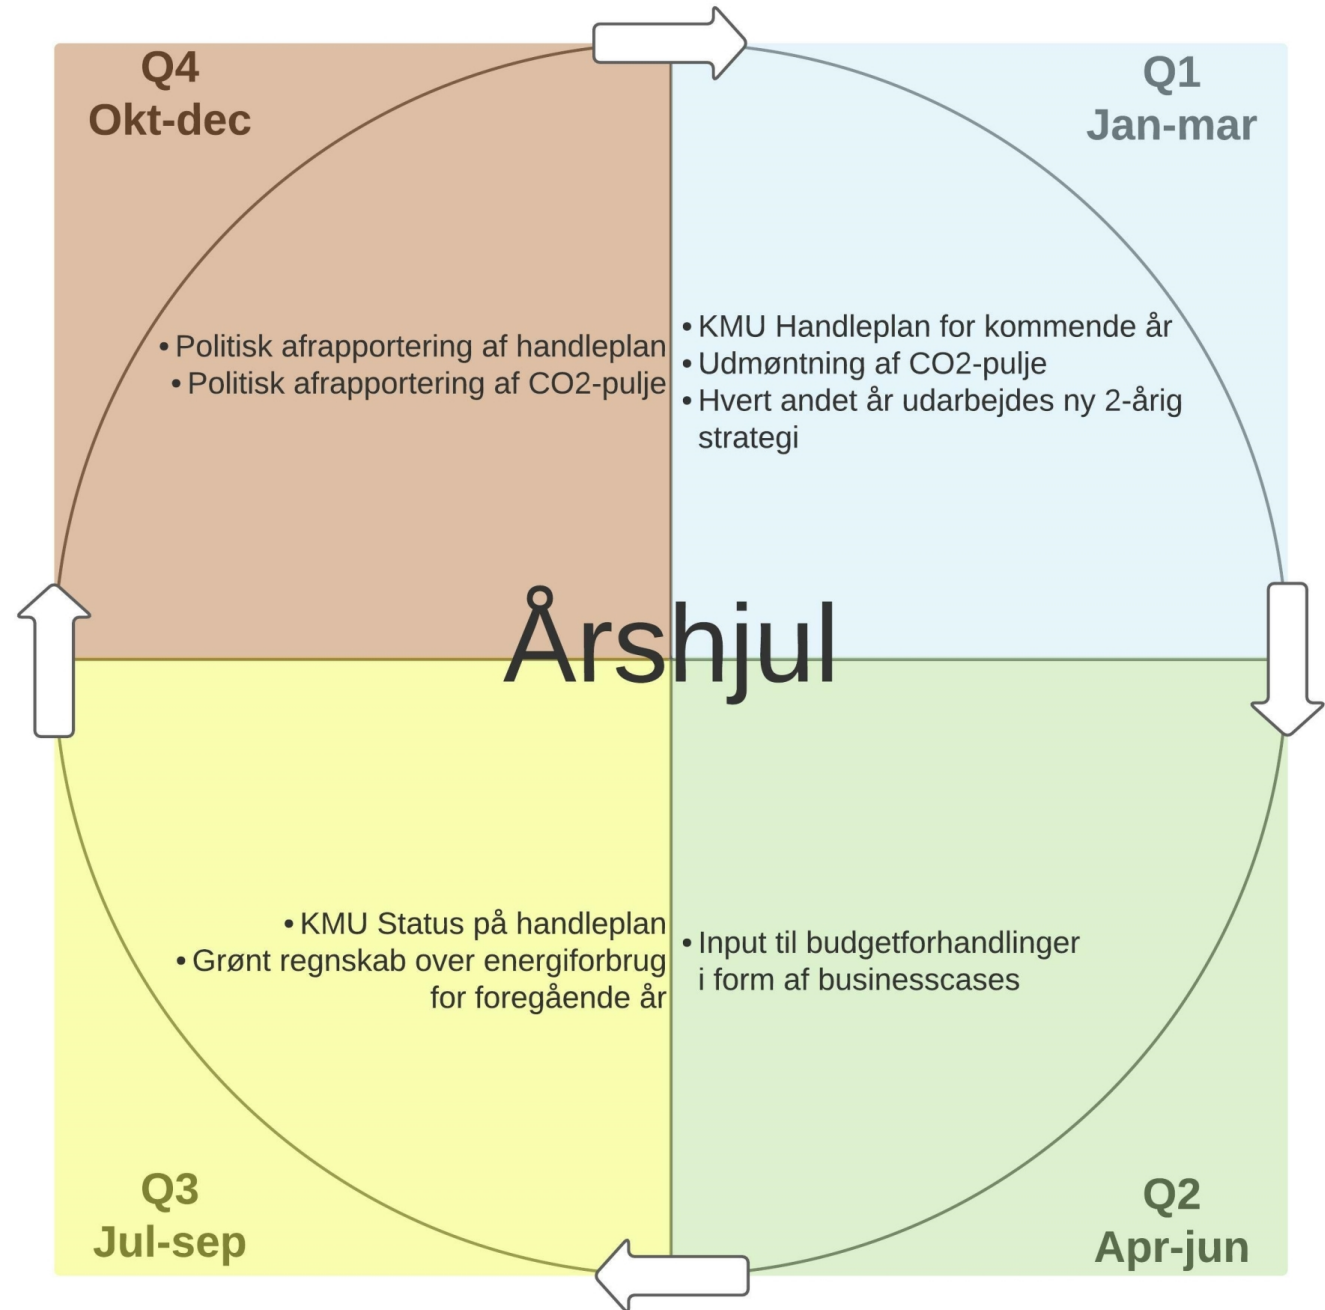 Q4
Okt-dec
Q1
Jan-mar
• Politisk afrapportering af handleplan
• Politisk afrapportering af CO2-pulje
• KMU Handleplan for kommende år
• Udmøntning af CO2-pulje
• Hvert andet år udarbejdes ny 2-årig
strategi
Årshjul
• KMU Status på handleplan
• Grønt regnskab over energiforbrug
for foregående år
• Input til budgetforhandlinger
i form af businesscases
Q3
Jul-sep
Q2
Apr-jun